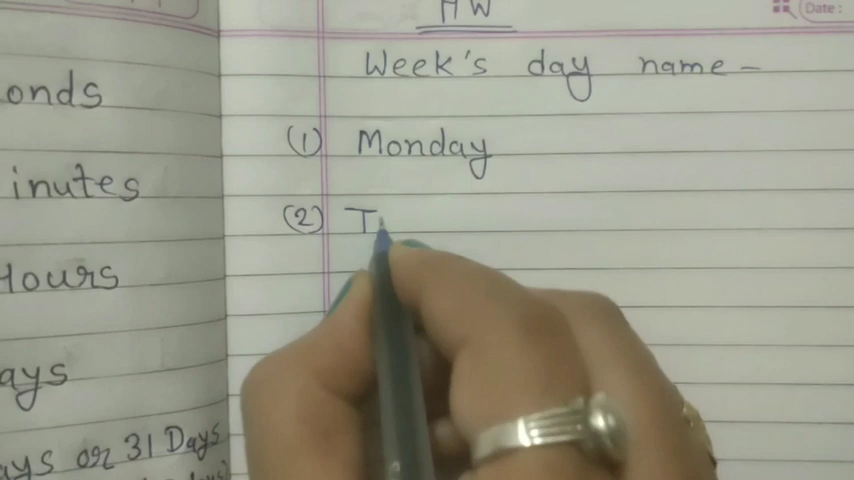 onds
inutes
Hours
ays
ays or 31 Days
HW
Date :
Week's day name -
(1) Monday
(2) T